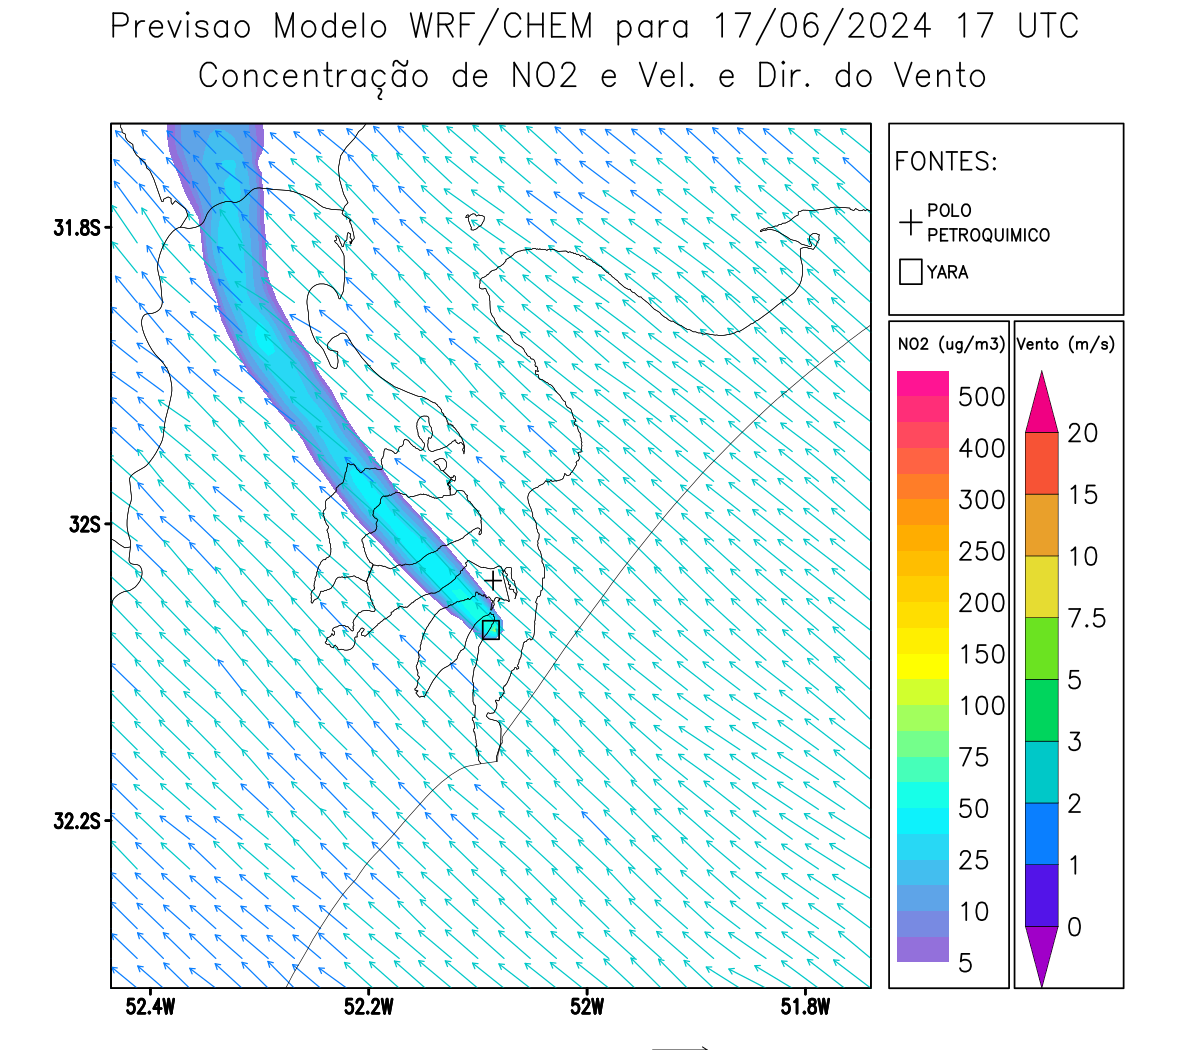 Previsao Modelo WRF/CHEM para 17/06/2024 17 UTC
Concentração de NO2 e Vel. e Dir. do Vento
FONTES:
POLO
PETROQUIMICO
YARA
31.8S
32S
32.2S
52.4W
52.2W
52W
51.8W
NO2 (ug/m3)
500
400
300
250
200
150
100
75
50
25
10
5
Vento (m/s)
20
15
10
7.5
5
3
2
1
0